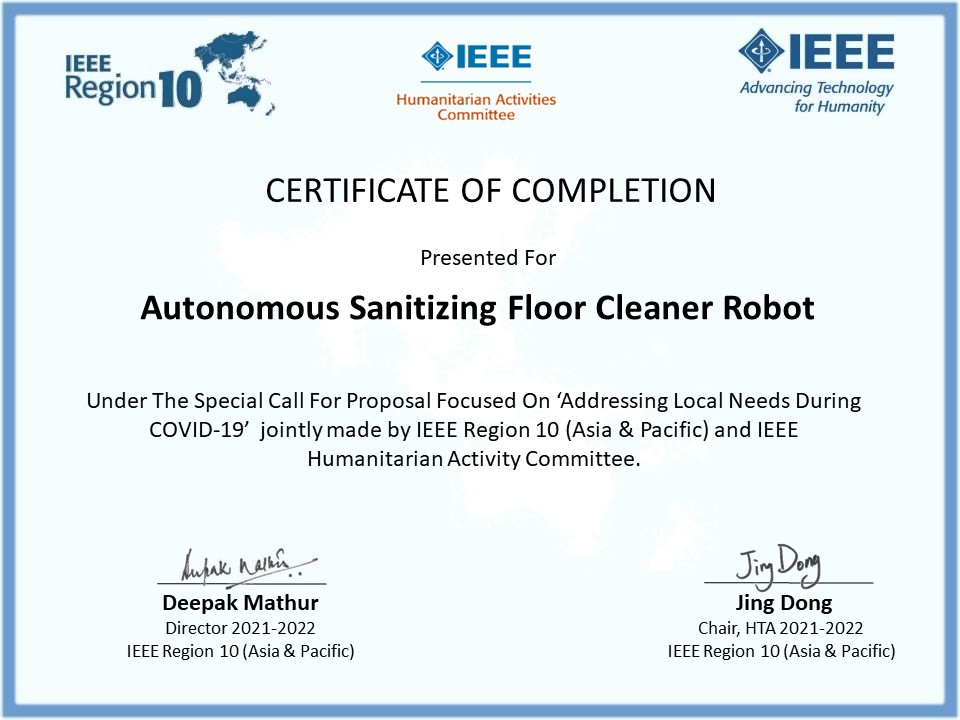 IEEE
Region 10
IEEE
Humanitarian Activities
Committee
IEEE
Advancing Technology
for Humanity
CERTIFICATE OF COMPLETION
Presented For
Autonomous Sanitizing Floor Cleaner Robot
Under The Special Call For Proposal Focused On ‘Addressing Local Needs During
COVID-19’ jointly made by IEEE Region 10 (Asia & Pacific) and IEEE
Humanitarian Activity Committee.
Deepak Mathur
Jing Dong
Deepak Mathur
Director 2021-2022
IEEE Region 10 (Asia & Pacific)
Jing Dong
Chair, HTA 2021-2022
IEEE Region 10 (Asia & Pacific)